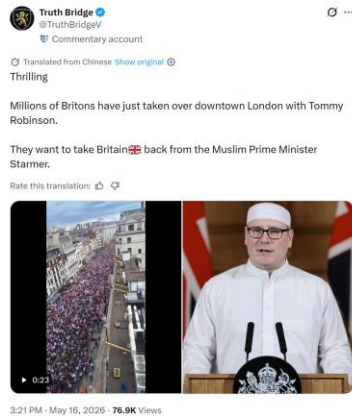 Truth Bridge
@TruthBridgeV
Commentary account
Translated from Chinese Show original
Thrilling
Millions of Britons have just taken over downtown London with Tommy
Robinson.
They want to take Britain🇬🇧 back from the Muslim Prime Minister
Starmer.
Rate this translation:
0:23
3:21 PM · May 16, 2026 · 76.9K Views